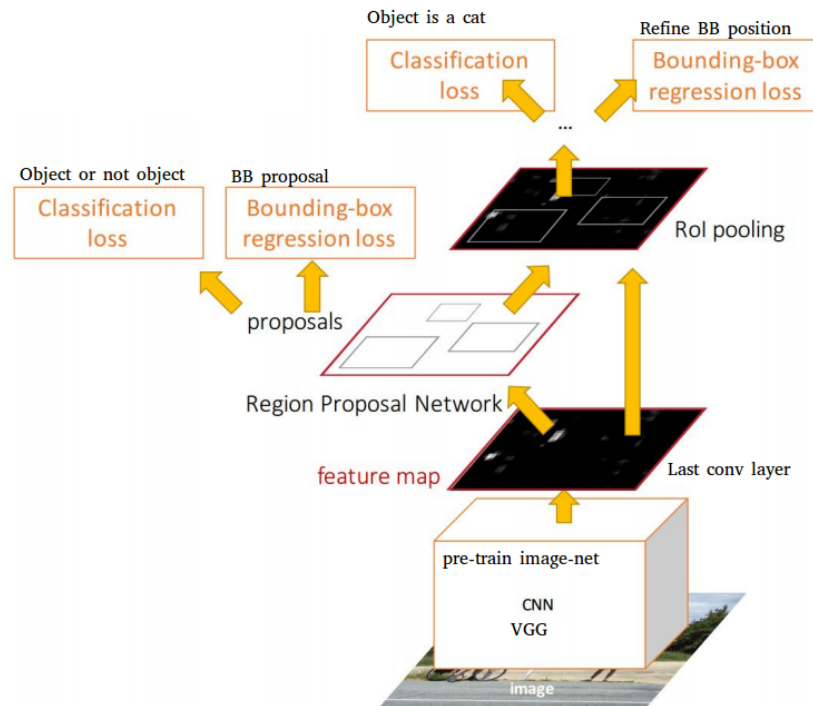 Object is a cat
Refine BB position
Classification
loss
Bounding-box
regression loss
...
Object or not object
BB proposal
Classification
loss
Bounding-box
regression loss
RoI pooling
proposals
Region Proposal Network
feature map
Last conv layer
pre-train image-net
CNN
VGG
image